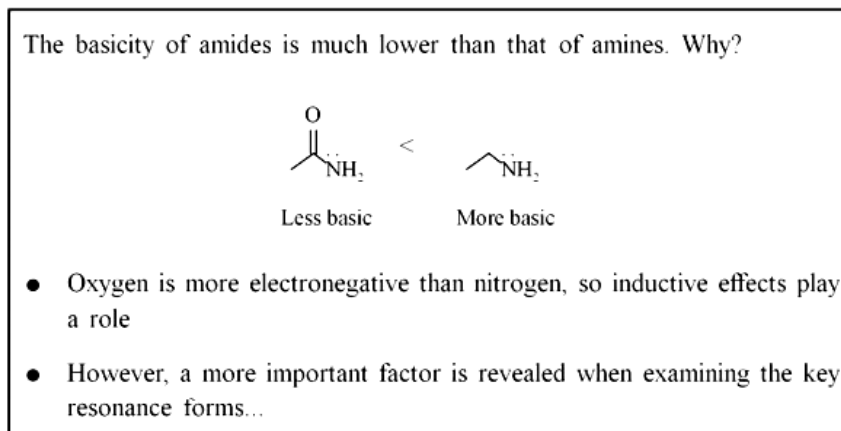 The basicity of amides is much lower than that of amines. Why?
O
NH2
<
NH2
Less basic
More basic
● Oxygen is more electronegative than nitrogen, so inductive effects play
a role
● However, a more important factor is revealed when examining the key
resonance forms...